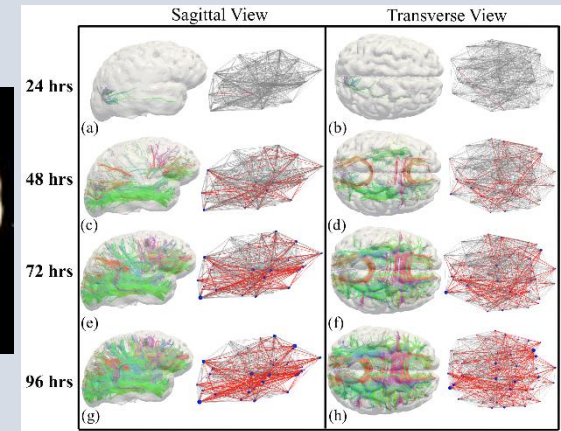 Sagittal View
Transverse View
24 hrs
(a)
(b)
48 hrs
(c)
(d)
72 hrs
(e)
(f)
96 hrs
(g)
(h)